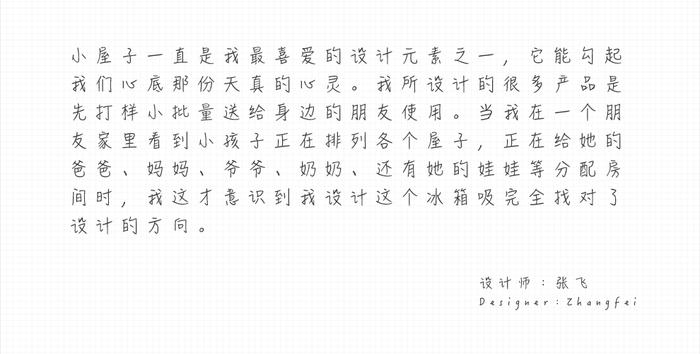 小屋子一直是我最喜爱的设计元素之一，它能勾起
我们心底那份天真的心灵。我所设计的很多产品是
先打样小批量送给身边的朋友使用。当我在一个朋
友家里看到小孩子正在排列各个屋子，正在给她的
爸爸、妈妈、爷爷、奶奶、还有她的娃娃等分配房
间时，我这才意识到我设计这个冰箱吸完全找对了
设计的方向。
设计师：张飞
Designer:Zhangfei